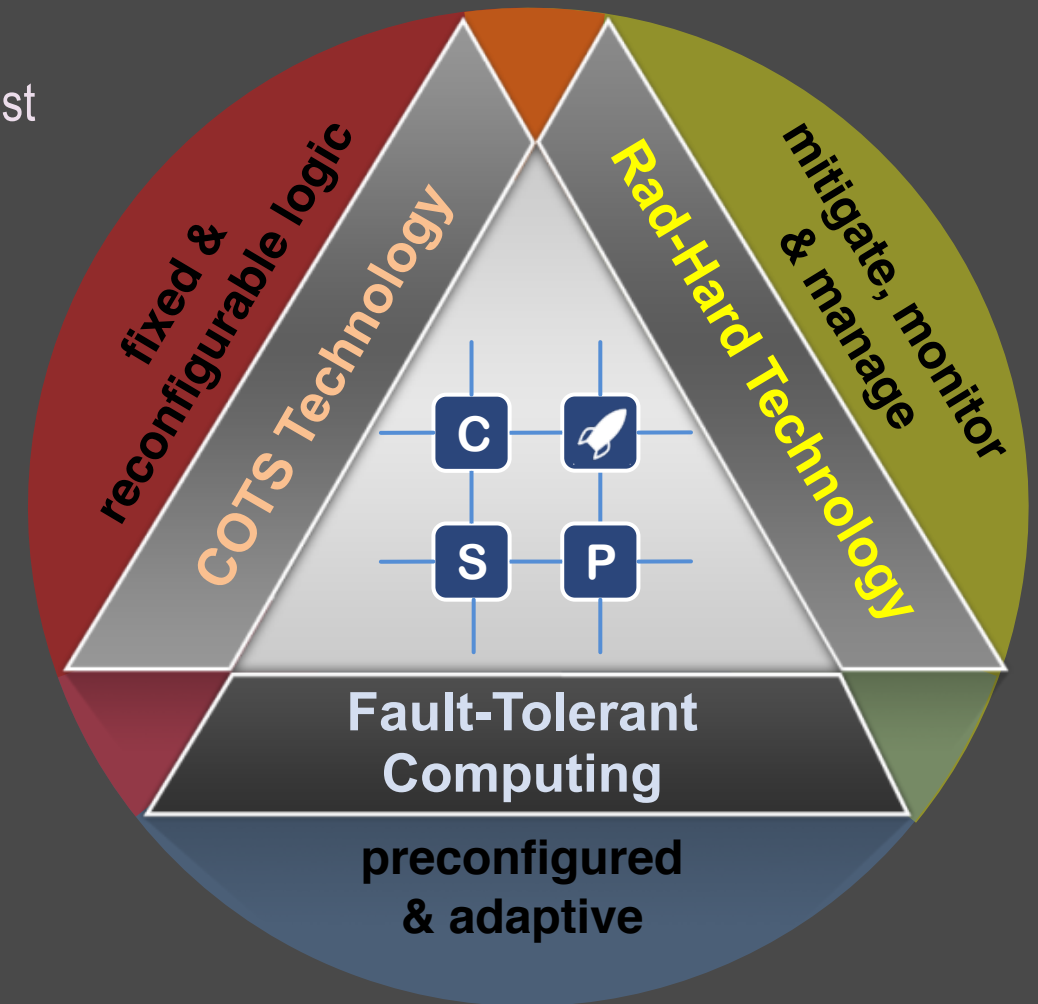 st
fixed &
reconfigurable logic
COTS Technology
Rad-Hard Technology
mitigate, monitor
& manage
C
S P
Fault-Tolerant
Computing
preconfigured
& adaptive